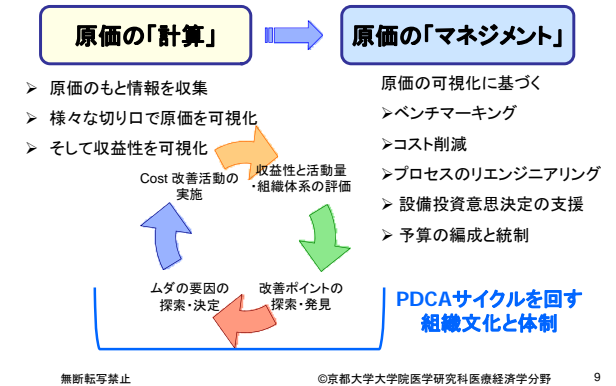 原価の「計算」
原価の「マネジメント」
➢ 原価のもと情報を収集
➢ 様々な切り口で原価を可視化
➢ そして収益性を可視化
原価の可視化に基づく
➢ベンチマーキング
➢コスト削減
➢プロセスのリエンジニアリング
➢ 設備投資意思決定の支援
➢ 予算の編成と統制
Cost 改善活動の
実施
収益性と活動量
・組織体系の評価
ムダの要因の
探索・決定
改善ポイントの
探索・発見
PDCAサイクルを回す
組織文化と体制
無断転写禁止
©京都大学大学院医学研究科医療経済学分野
9